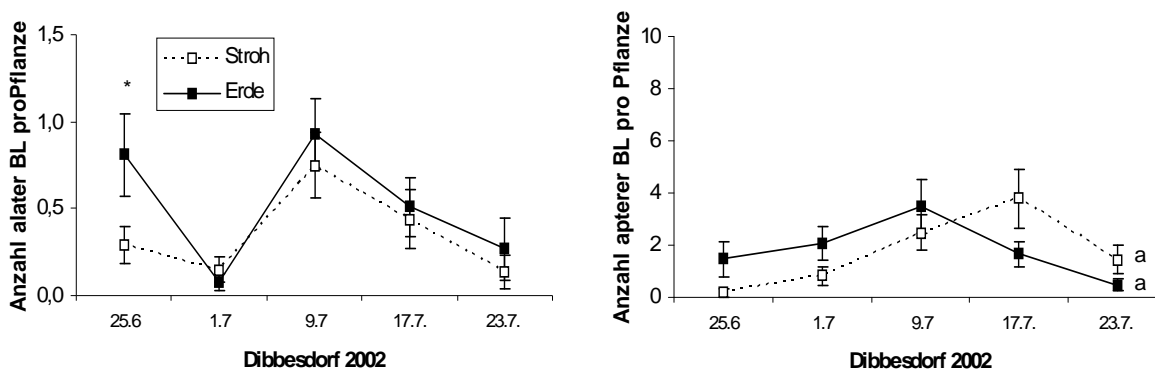 Anzahl alater BL proPflanze
1,5
1,0
0,5
0,0
*
Stroh
Erde
25.6
1.7
9.7
17.7.
23.7.
Dibbesdorf 2002
Anzahl apterer BL pro Pflanze
10
8
6
4
2
0
a
a
25.6
1.7
9.7
17.7.
23.7.
Dibbesdorf 2002